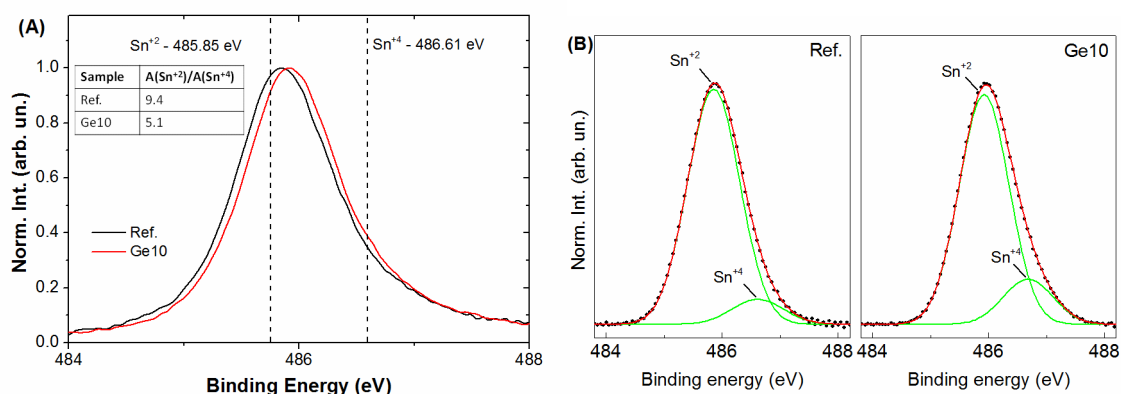 (A)
Sn⁺² - 485.85 eV
Sn⁺⁴ - 486.61 eV
Sample A(Sn⁺²)/A(Sn⁺⁴)
Ref. 9.4
Ge10 5.1
Ref.
Ge10
Norm. Int. (arb. un.)
1.0
0.8
0.6
0.4
0.2
0.0
484 486 488
Binding Energy (eV)
(B)
Ref.
Sn⁺²
Sn⁺⁴
Norm. Int. (arb. un.)
484 486 488
Binding energy (eV)
Ge10
Sn⁺²
Sn⁺⁴
484 486 488
Binding energy (eV)